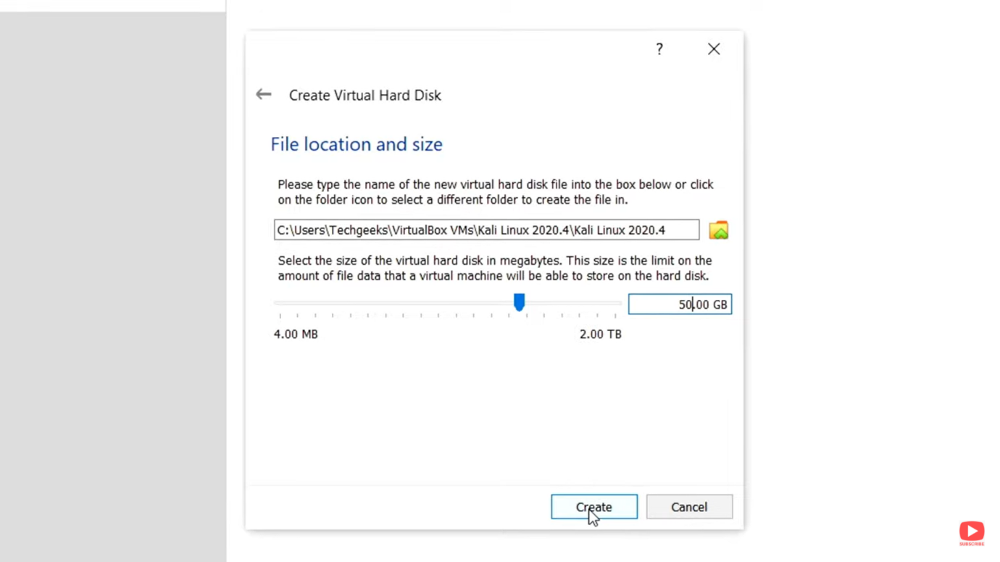 ?
Create Virtual Hard Disk
File location and size
Please type the name of the new virtual hard disk file into the box below or click
on the folder icon to select a different folder to create the file in.
C:\Users\Techgeeks\VirtualBox VMs\Kali Linux 2020.4\Kali Linux 2020.4
Select the size of the virtual hard disk in megabytes. This size is the limit on the
amount of file data that a virtual machine will be able to store on the hard disk.
50.00 GB
4.00 MB 2.00 TB
Create Cancel
SUBSCRIBE